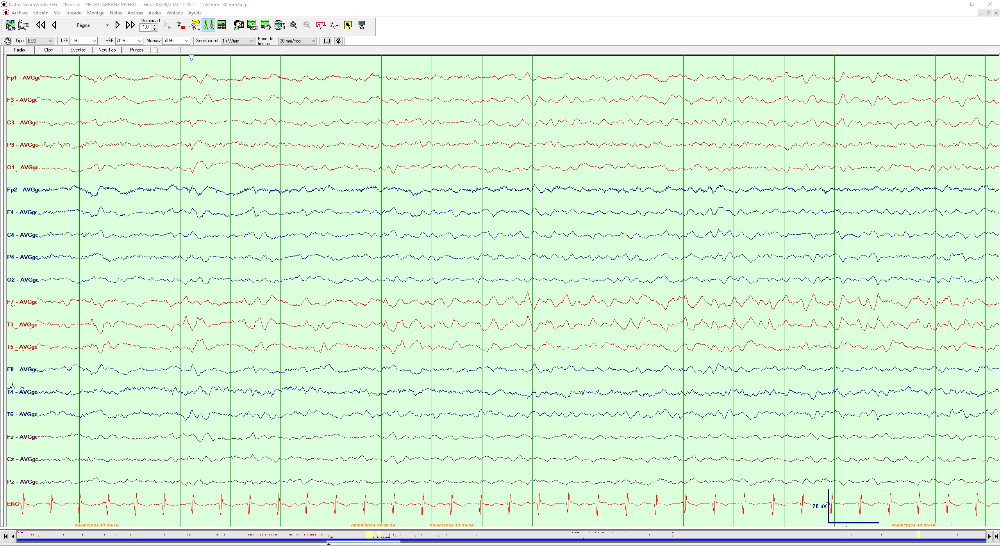 Natus NeuroWorks EEG - [*Revisar: PIEDAD ARRANZ RIVERO... Hora: 08/08/2024 17:28:21 1 uV/mm 30 mm/seg]
Archivo Edición Ver Trazado Montaje Notas Análisis Audio Ventana Ayuda
Página Velocidad 1,0
Tipo EEG LFF 1 Hz HFF 70 Hz Muesca 50 Hz Sensibilidad 1 uV/mm Base de tiempo 30 mm/seg {..}
Todo Clips Eventos New Tab Puntes
Fp1 - AVGgc
F3 - AVGgc
C3 - AVGgc
P3 - AVGgc
O1 - AVGgc
Fp2 - AVGgc
F4 - AVGgc
C4 - AVGgc
P4 - AVGgc
O2 - AVGgc
F7 - AVGgc
T3 - AVGgc
T5 - AVGgc
F8 - AVGgc
T4 - AVGgc
T6 - AVGgc
Fz - AVGgc
Cz - AVGgc
Pz - AVGgc
EKG
20 uV
08/08/2024 17:28:19 08/08/2024 17:28:24 08/08/2024 17:28:26 08/08/2024 17:28:35